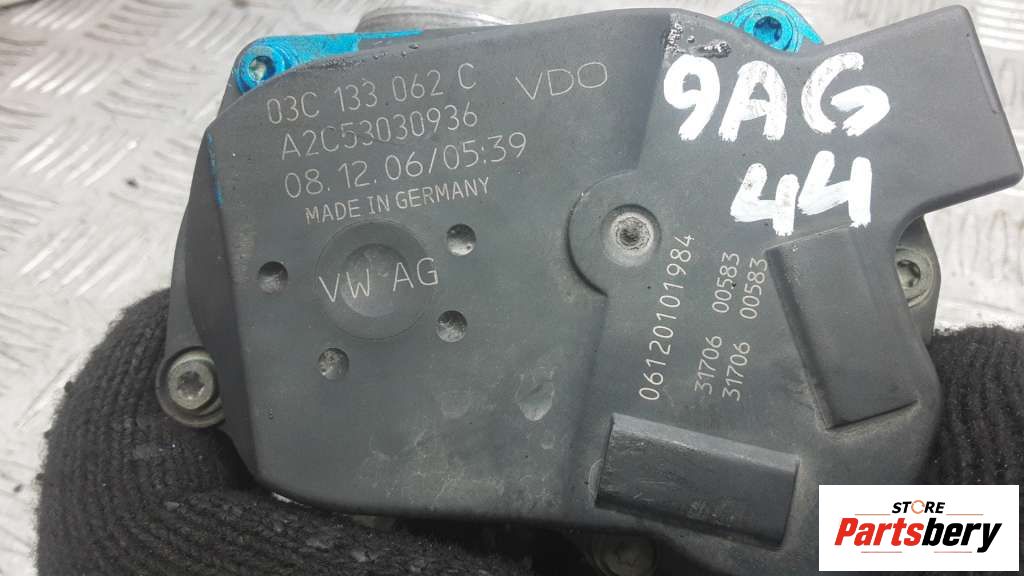 03C 133 062 C
VDO
A2C53030936
08.12.06/05:39
MADE IN GERMANY
VW AG
9AG
44
061201101984
31706 00583
31706 00583
STORE
Partsbery